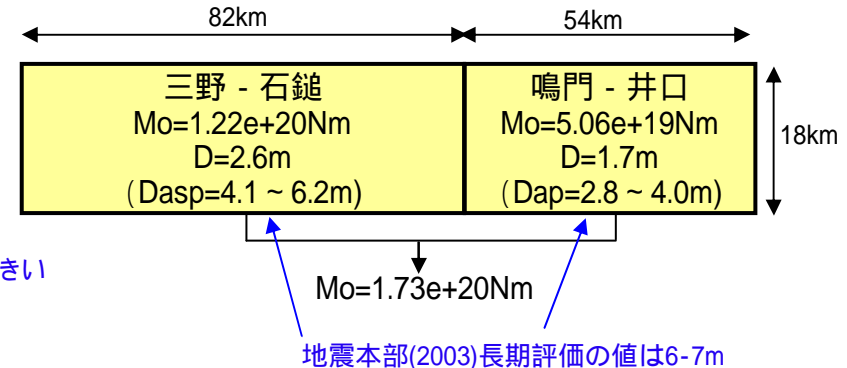 82km
54km
三野 - 石鎚
Mo=1.22e+20Nm
D=2.6m
(Dasp=4.1 ~ 6.2m)
鳴門 - 井口
Mo=5.06e+19Nm
D=1.7m
(Dap=2.8 ~ 4.0m)
18km
きい
Mo=1.73e+20Nm
地震本部(2003)長期評価の値は6-7m